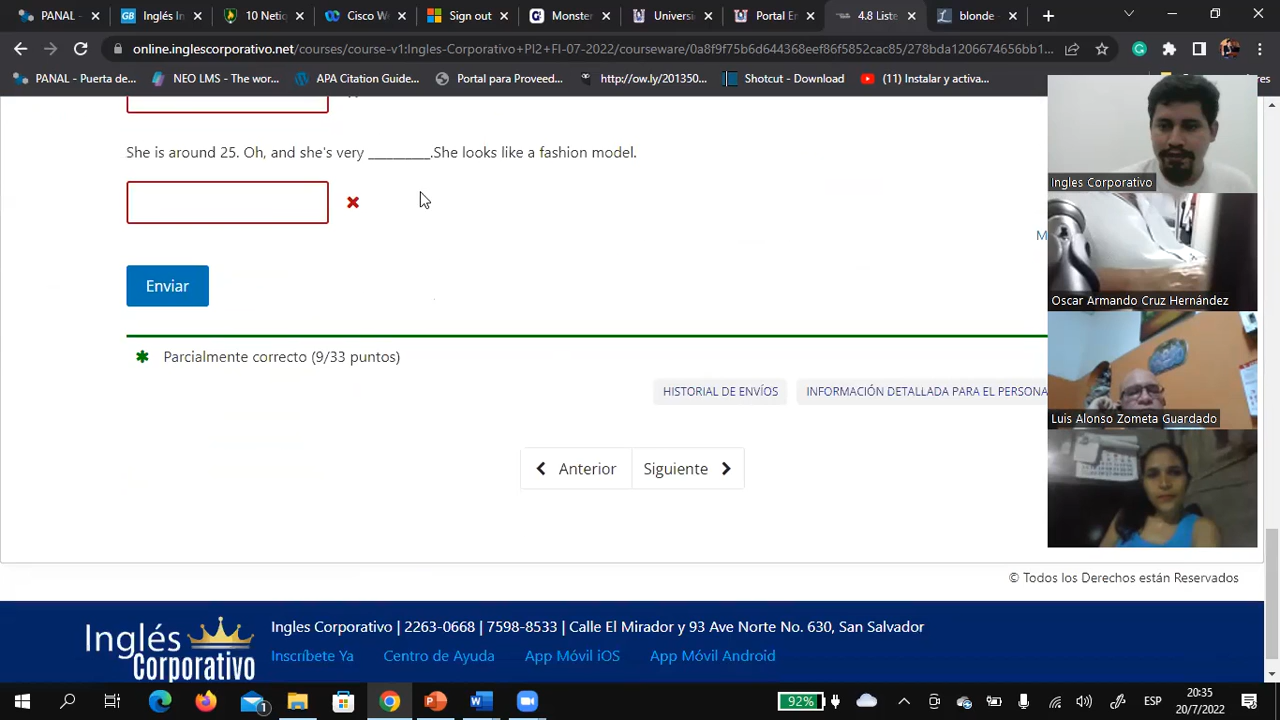 PANAL -
Inglés In
10 Netiq
Cisco W
Sign out
Monster
Universi
Portal Er
4.8 Liste
blonde -
online.inglescorporativo.net/courses/course-v1:Ingles-Corporativo+PI2+FI-07-2022/courseware/0a8f9f75b6d644368eef86f5852cac85/278bda1206674656bb...
PANAL - Puerta de...
NEO LMS - The wor...
APA Citation Guide...
Portal para Proveed...
http://ow.ly/201350...
Shotcut - Download
(11) Instalar y activa...
She is around 25. Oh, and she's very __________.She looks like a fashion model.
Ingles Corporativo
M
Enviar
Oscar Armando Cruz Hernández
Parcialmente correcto (9/33 puntos)
HISTORIAL DE ENVÍOS
INFORMACIÓN DETALLADA PARA EL PERSONA
Luis Alonso Zometa Guardado
Anterior
Siguiente
© Todos los Derechos están Reservados
Inglés
Corporativo
Ingles Corporativo | 2263-0668 | 7598-8533 | Calle El Mirador y 93 Ave Norte No. 630, San Salvador
Inscríbete Ya
Centro de Ayuda
App Móvil iOS
App Móvil Android
1
92%
ESP
20:35
20/7/2022